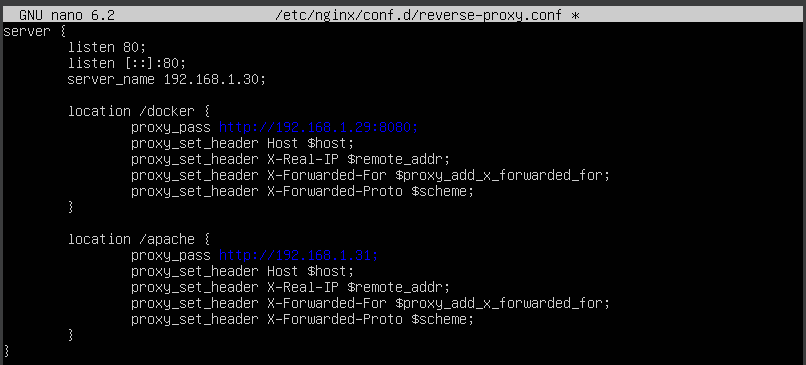 GNU nano 6.2 /etc/nginx/conf.d/reverse-proxy.conf *
server {
listen 80;
listen [::]:80;
server_name 192.168.1.30;
location /docker {
proxy_pass http://192.168.1.29:8080;
proxy_set_header Host $host;
proxy_set_header X-Real-IP $remote_addr;
proxy_set_header X-Forwarded-For $proxy_add_x_forwarded_for;
proxy_set_header X-Forwarded-Proto $scheme;
}
location /apache {
proxy_pass http://192.168.1.31;
proxy_set_header Host $host;
proxy_set_header X-Real-IP $remote_addr;
proxy_set_header X-Forwarded-For $proxy_add_x_forwarded_for;
proxy_set_header X-Forwarded-Proto $scheme;
}
}